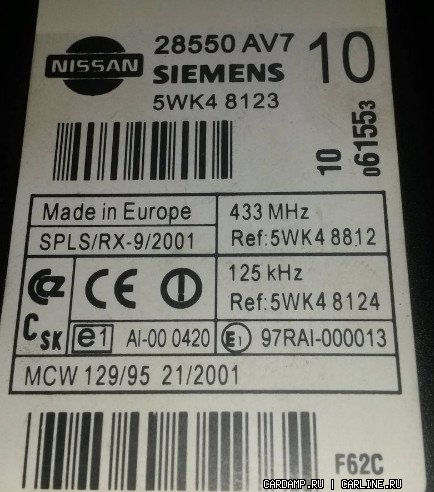 NISSAN
28550 AV7
10
SIEMENS
5WK4 8123
10
061553
Made in Europe
433 MHz
SPLS/RX-9/2001
Ref:5WK4 8812
CE
125 kHz
Ref:5WK4 8124
CSK
e1
AI-00 0420
E1
97RAI-000013
MCW 129/95 21/2001
F62C
CARDAMP.RU | CARLINE.RU